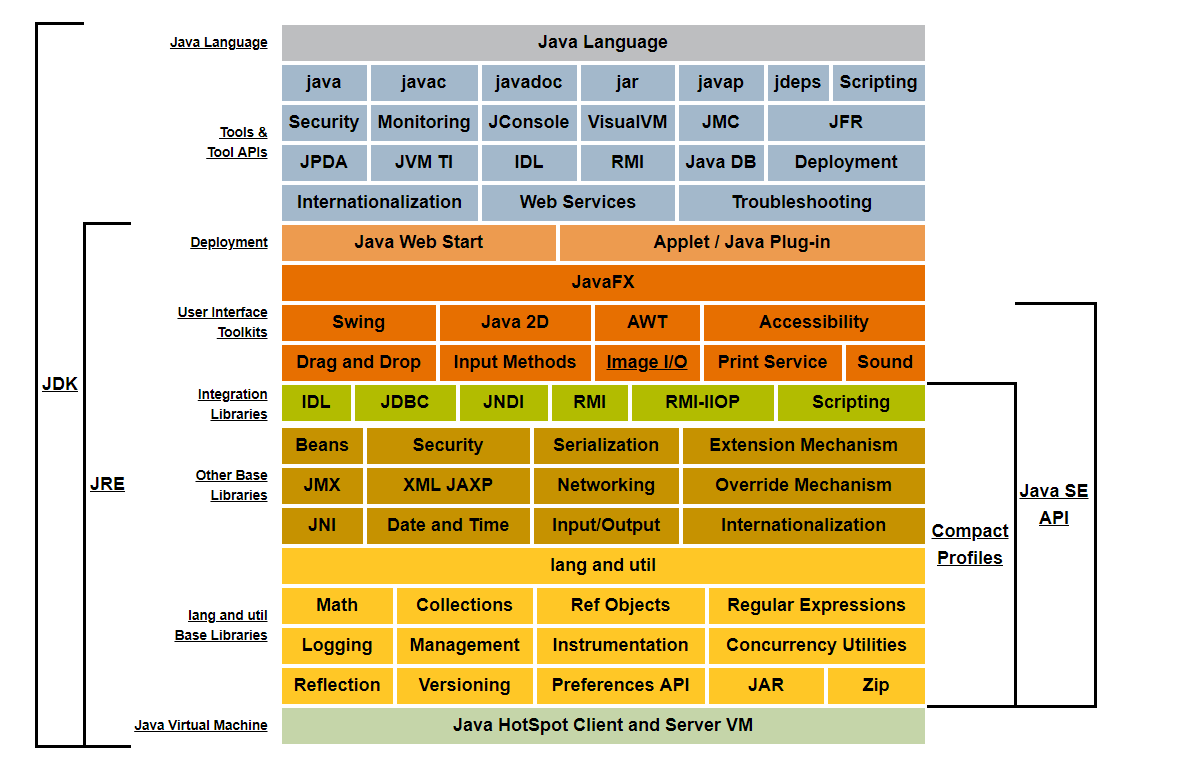 Java Language
Java Language
java javac javadoc jar javap jdeps Scripting
Tools &
Tool APIs
Security Monitoring JConsole VisualVM JMC JFR
JPDA JVM TI IDL RMI Java DB Deployment
Internationalization Web Services Troubleshooting
Deployment
Java Web Start Applet / Java Plug-in
JavaFX
User Interface
Toolkits
Swing Java 2D AWT Accessibility
Drag and Drop Input Methods Image I/O Print Service Sound
JDK
Integration
Libraries
IDL JDBC JNDI RMI RMI-IIOP Scripting
Beans Security Serialization Extension Mechanism
JRE
Other Base
Libraries
JMX XML JAXP Networking Override Mechanism
Java SE
API
JNI Date and Time Input/Output Internationalization
Compact
Profiles
lang and util
lang and util
Base Libraries
Math Collections Ref Objects Regular Expressions
Logging Management Instrumentation Concurrency Utilities
Reflection Versioning Preferences API JAR Zip
Java Virtual Machine
Java HotSpot Client and Server VM